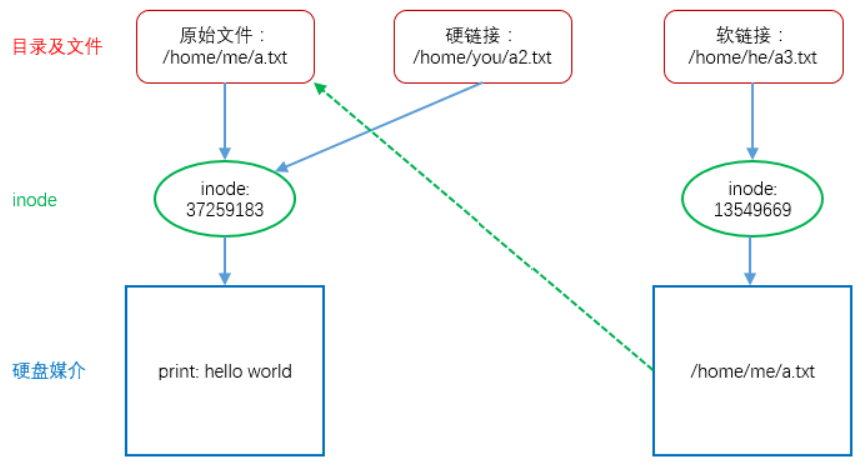 目录及文件
原始文件：
/home/me/a.txt
硬链接：
/home/you/a2.txt
软链接：
/home/he/a3.txt
inode
inode:
37259183
inode:
13549669
硬盘媒介
print: hello world
/home/me/a.txt